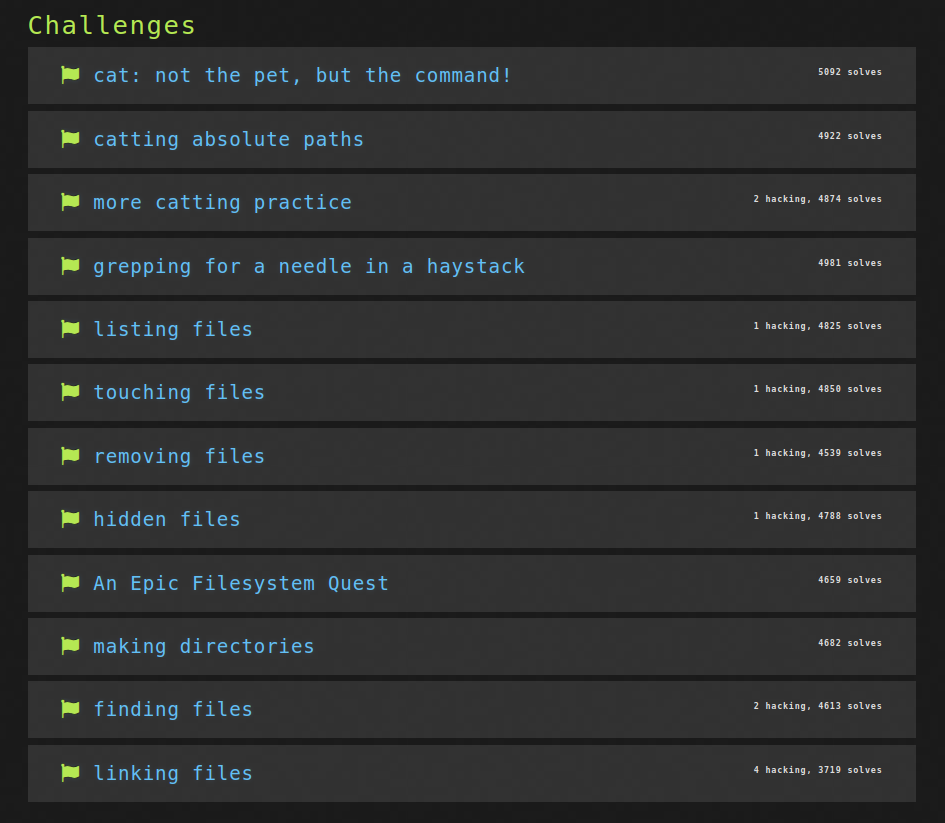 Challenges
cat: not the pet, but the command! 5092 solves
catting absolute paths 4922 solves
more catting practice 2 hacking, 4874 solves
grepping for a needle in a haystack 4981 solves
listing files 1 hacking, 4825 solves
touching files 1 hacking, 4850 solves
removing files 1 hacking, 4539 solves
hidden files 1 hacking, 4788 solves
An Epic Filesystem Quest 4659 solves
making directories 4682 solves
finding files 2 hacking, 4613 solves
linking files 4 hacking, 3719 solves